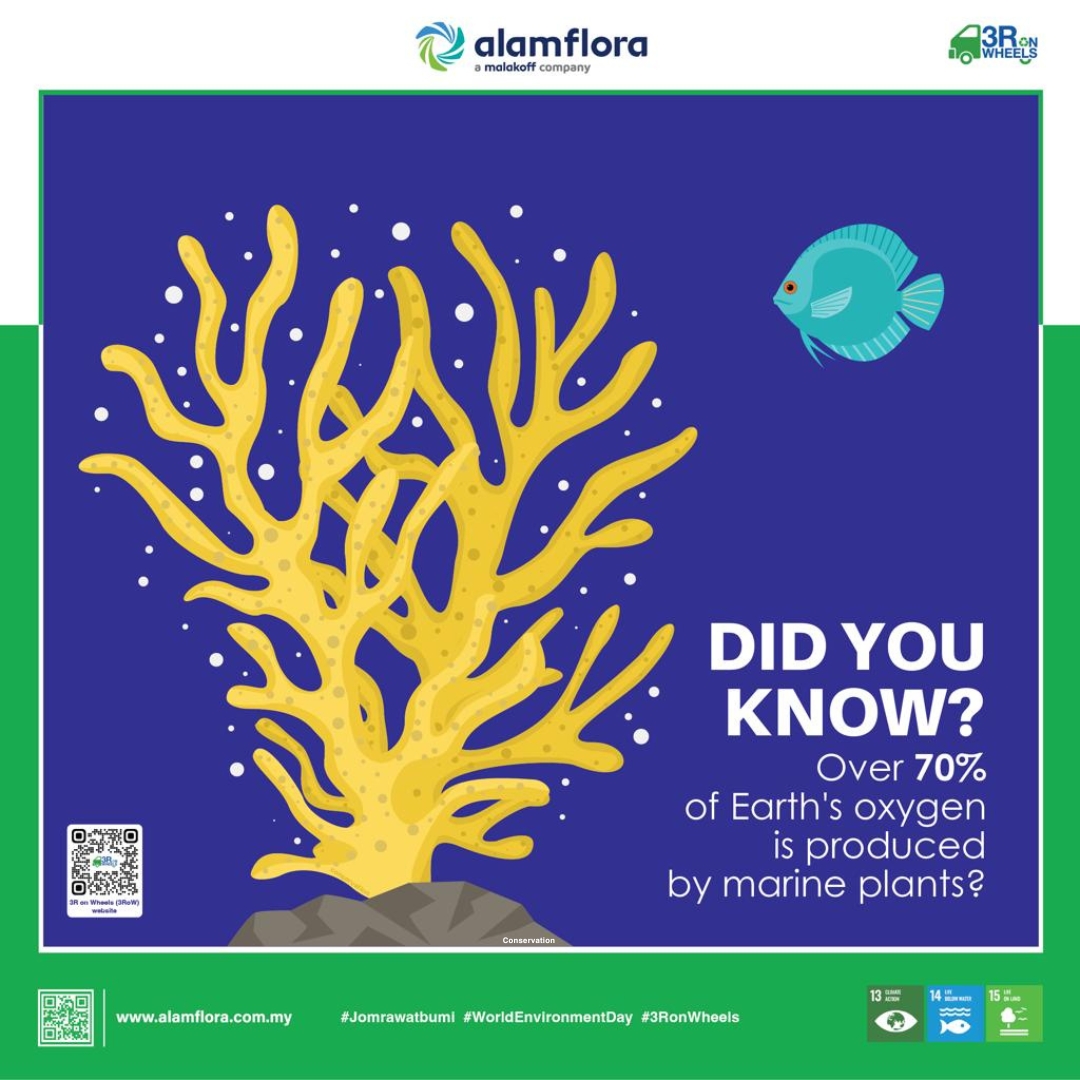 alamflora
a malakoff company
3R ON
WHEELS
DID YOU
KNOW?
Over 70%
of Earth's oxygen
is produced
by marine plants?
3R on Wheels (3RoW)
website
Conservation
www.alamflora.com.my
#Jomrawatbumi #WorldEnvironmentDay #3RonWheels
13 CLIMATE
ACTION
14 LIFE
BELOW WATER
15 LIFE
ON LAND